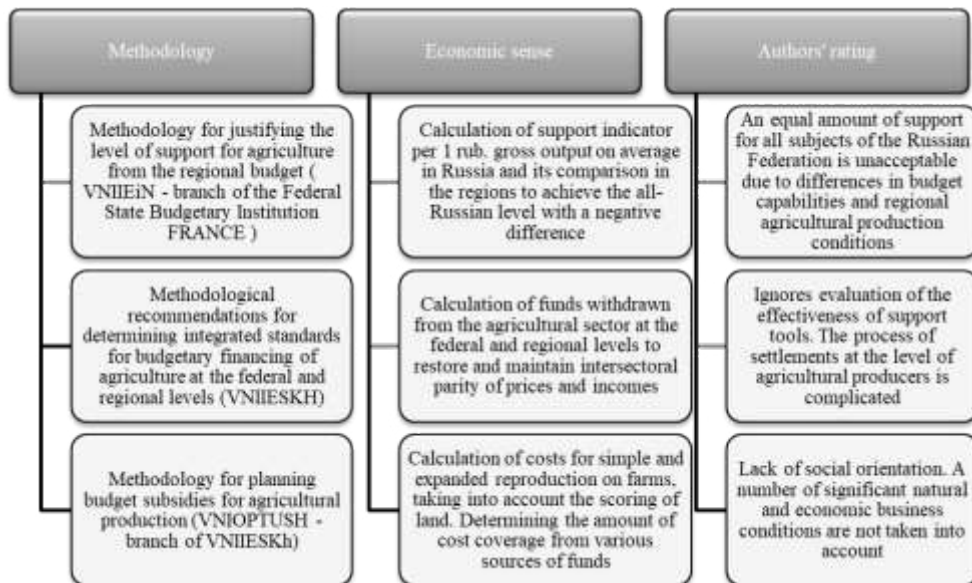 Methodology
Economic sense
Authors' rating
Methodology for justifying the
level of support for agriculture
from the regional budget (
VNIIEiN - branch of the Federal
State Budgetary Institution
FRANCE )
Calculation of support indicator
per 1 rub. gross output on average
in Russia and its comparison in
the regions to achieve the all-
Russian level with a negative
difference
An equal amount of support
for all subjects of the Russian
Federation is unacceptable
due to differences in budget
capabilities and regional
agricultural production
conditions
Methodological
recommendations for
determining integrated standards
for budgetary financing of
agriculture at the federal and
regional levels (VNIIESKH)
Calculation of funds withdrawn
from the agricultural sector at the
federal and regional levels to
restore and maintain intersectoral
parity of prices and incomes
Ignores evaluation of the
effectiveness of support
tools. The process of
settlements at the level of
agricultural producers is
complicated
Methodology for planning
budget subsidies for agricultural
production (VNIOPTUSH -
branch of VNIIESKh)
Calculation of costs for simple and
expanded reproduction on farms,
taking into account the scoring of
land. Determining the amount of
cost coverage from various
sources of funds
Lack of social orientation. A
number of significant natural
and economic business
conditions are not taken into
account